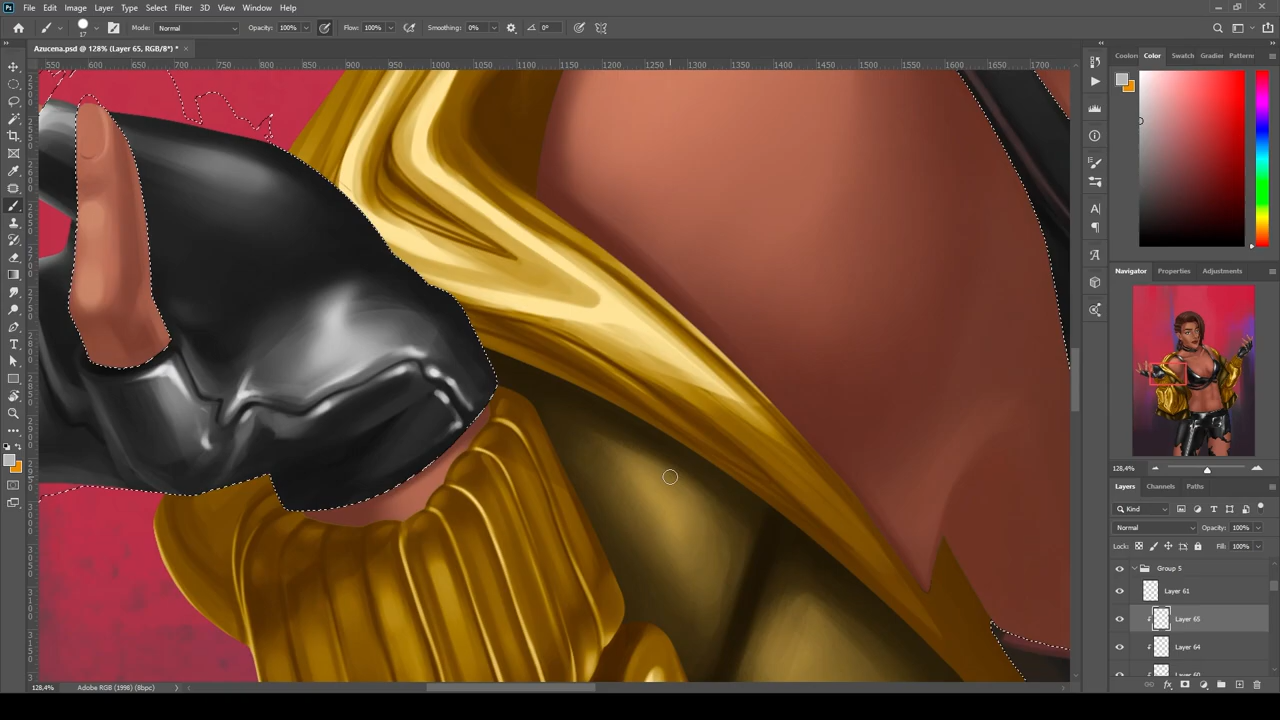 Ps File Edit Image Layer Type Select Filter 3D View Window Help
17 Mode: Normal Opacity: 100% Flow: 100% Smoothing: 0% 0°
Azucena.psd @ 128% (Layer 65, RGB/8*) * ×
550 600 650 700 750 800 850 900 950 1000 1050 1100 1150 1200 1250 1300 1350 1400 1450 1500 1550 1600 1650 1700
Color Swatch Gradier Pattern
Navigator Properties Adjustments
128,4%
Layers Channels Paths
Kind
Normal Opacity: 100%
Lock: Fill: 100%
Group 5
Layer 61
Layer 65
Layer 64
128,4% Adobe RGB (1998) (8bpc)